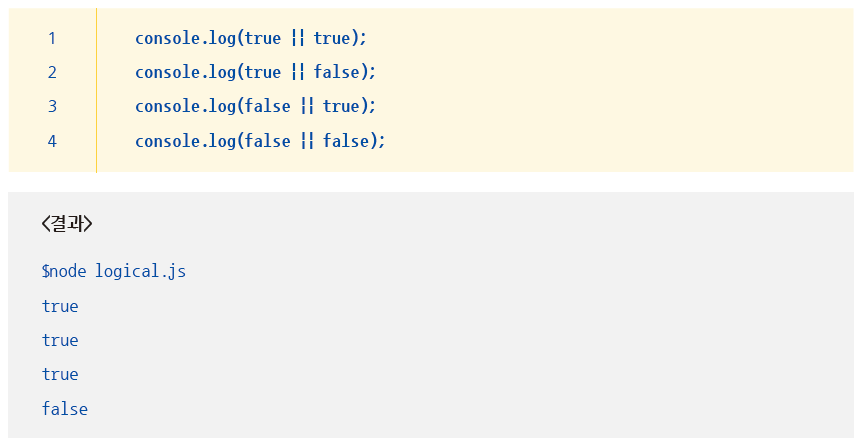 1 console.log(true || true);
2 console.log(true || false);
3 console.log(false || true);
4 console.log(false || false);
<결과>
$node logical.js
true
true
true
false